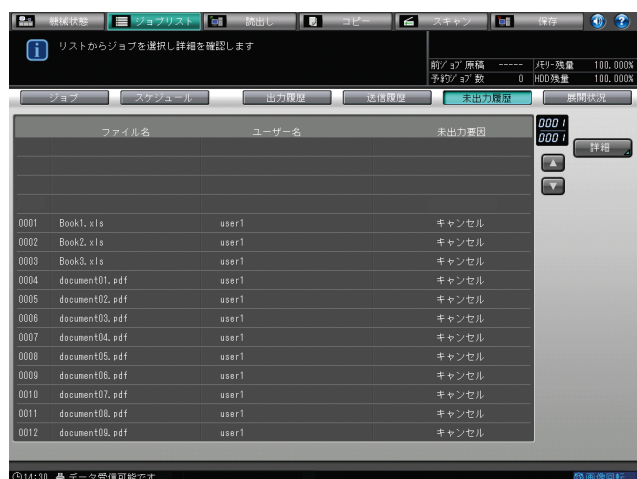 機械状態 ジョブリスト 読出し コピー スキャン 保存
リストからジョブを選択し詳細を確認します
前ｼﾞｮﾌﾞ原稿 ----- ﾒﾓﾘｰ残量 100.000%
予約ｼﾞｮﾌﾞ数 0 HDD残量 100.000%
ジョブ スケジュール 出力履歴 送信履歴 未出力履歴 展開状況
ファイル名 ユーザー名 未出力要因
0001
0001
詳細
0001 Book1.xls user1 キャンセル
0002 Book2.xls user1 キャンセル
0003 Book3.xls user1 キャンセル
0004 document01.pdf user1 キャンセル
0005 document02.pdf user1 キャンセル
0006 document03.pdf user1 キャンセル
0007 document04.pdf user1 キャンセル
0008 document05.pdf user1 キャンセル
0009 document06.pdf user1 キャンセル
0010 document07.pdf user1 キャンセル
0011 document08.pdf user1 キャンセル
0012 document09.pdf user1 キャンセル
14:30 データ受信可能です 画像回転